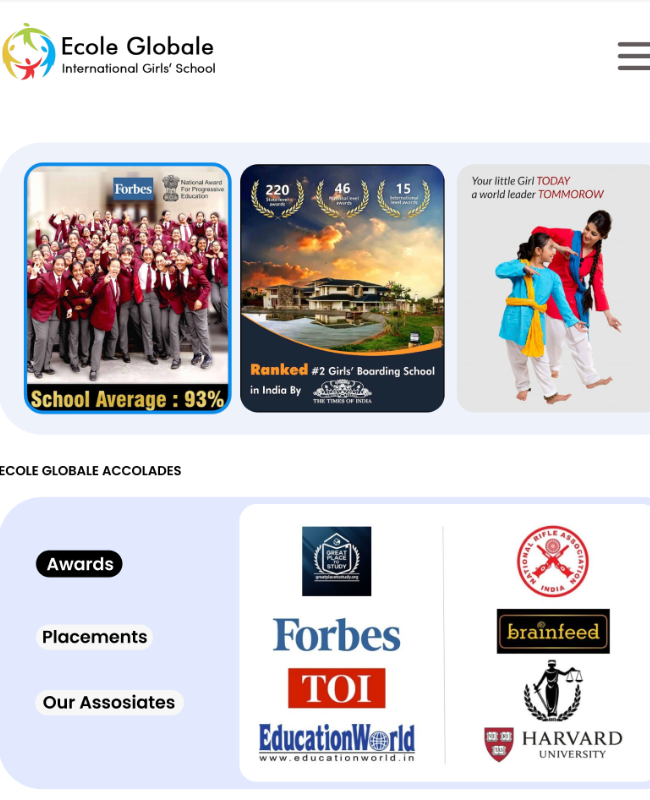 Ecole Globale
International Girls' School
Forbes
National Award
For Progressive
Education
School Average : 93%
220
State level
awards
46
National level
awards
15
International
level awards
Ranked #2 Girls' Boarding School
in India By
THE TIMES OF INDIA
Your little Girl TODAY
a world leader TOMMOROW
ECOLE GLOBALE ACCOLADES
Awards
Placements
Our Assosiates
GREAT
PLACE
TO
STUDY
greatplacetostudy.org
Forbes
TOI
EducationWorld
www.educationworld.in
NATIONAL RIFLE ASSOCIATION
INDIA
brainfeed
HARVARD
UNIVERSITY